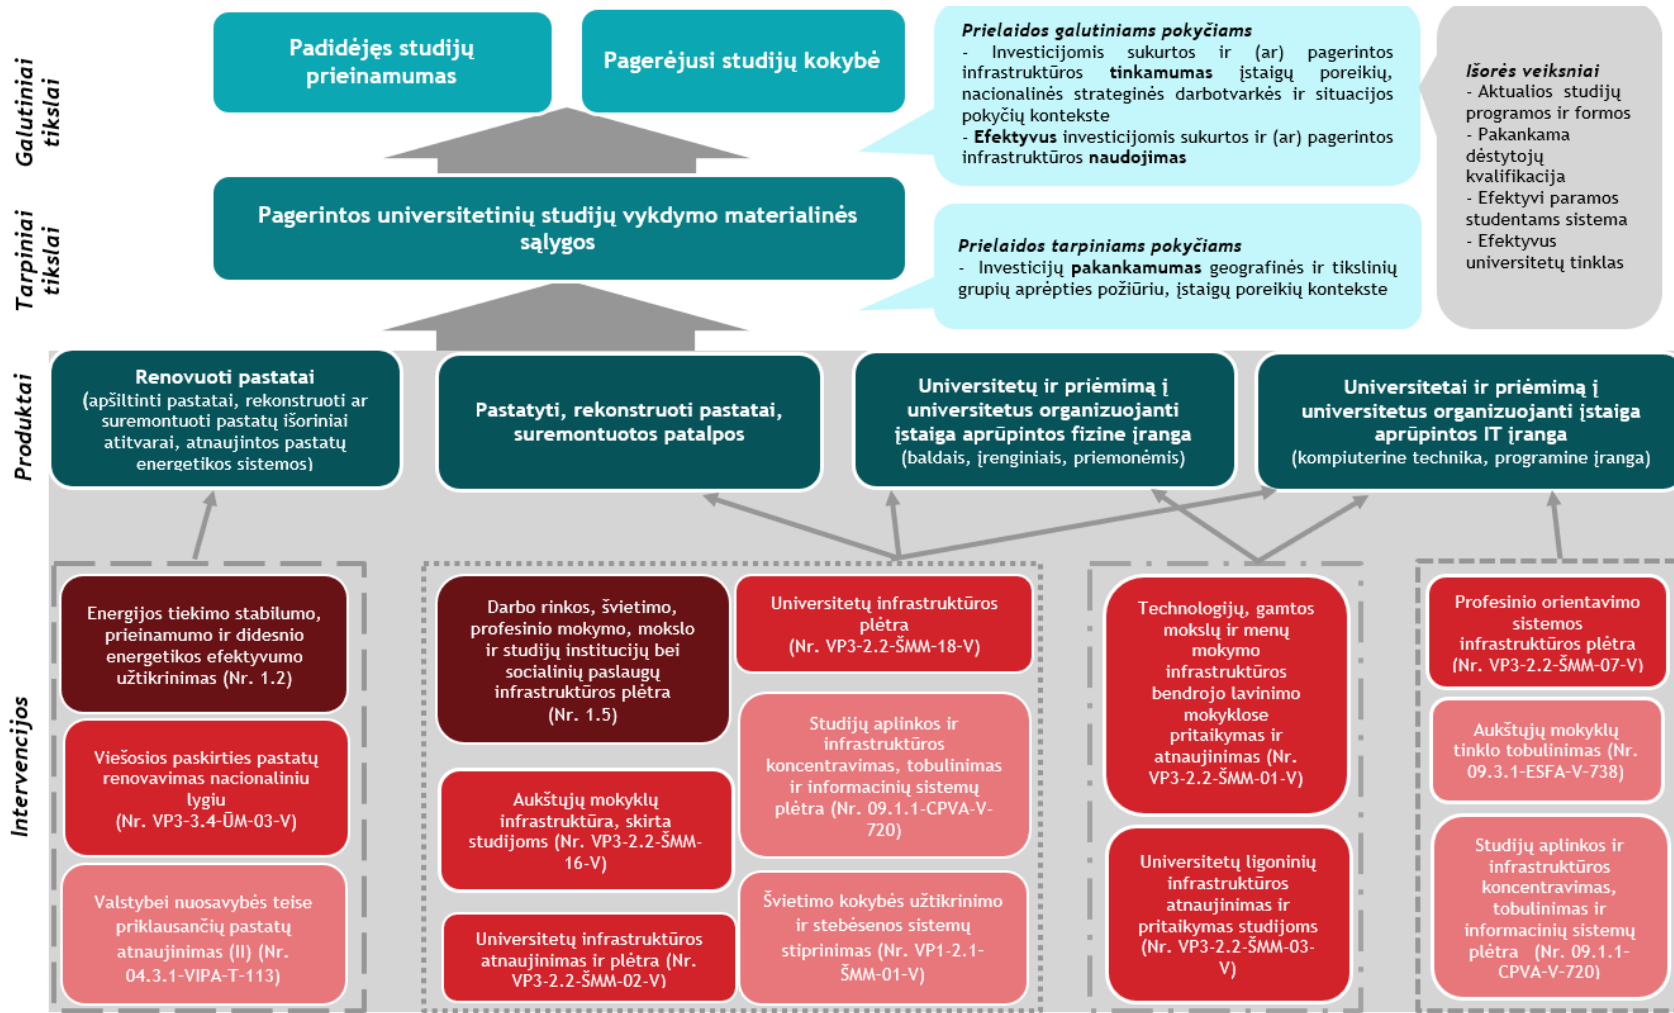 Galutiniai
tikslai
Padidėjęs studijų
prieinamumas
Pagerėjusi studijų kokybė
Prielaidos galutiniams pokyčiams
- Investicijomis sukurtos ir (ar) pagerintos
infrastruktūros tinkamumas įstaigų poreikių,
nacionalinės strateginės darbotvarkės ir situacijos
pokyčių kontekste
- Efektyvus investicijomis sukurtos ir (ar) pagerintos
infrastruktūros naudojimas
Išorės veiksniai
- Aktualios studijų
programos ir formos
- Pakankama
dėstytojų
kvalifikacija
- Efektyvi paramos
studentams sistema
- Efektyvus
universitetų tinklas
Tarpiniai
tikslai
Pagerintos universitetinių studijų vykdymo materialinės
sąlygos
Prielaidos tarpiniams pokyčiams
- Investicijų pakankamumas geografinės ir tikslinių
grupių aprėpties požiūriu, įstaigų poreikių kontekste
Produktai
Renovuoti pastatai
(apšiltinti pastatai, rekonstruoti ar
suremontuoti pastatų išoriniai
atitvarai, atnaujintos pastatų
energetikos sistemos)
Pastatyti, rekonstruoti pastatai,
suremontuotos patalpos
Universitetų ir priėmimą į
universitetus organizuojanti
įstaiga aprūpintos fizine įranga
(baldais, įrenginiais, priemonėmis)
Universitetai ir priėmimą į
universitetus organizuojanti įstaiga
aprūpintos IT įranga
(kompiuterine technika, programine įranga)
Intervencijos
Energijos tiekimo stabilumo,
prieinamumo ir didesnio
energetikos efektyvumo
užtikrinimas (Nr. 1.2)
Viešosios paskirties pastatų
renovavimas nacionaliniu
lygiu
(Nr. VP3-3.4-ŪM-03-V)
Valstybei nuosavybės teise
priklausančių pastatų
atnaujinimas (II) (Nr.
04.3.1-VIPA-T-113)
Darbo rinkos, švietimo,
profesinio mokymo, mokslo
ir studijų institucijų bei
socialinių paslaugų
infrastruktūros plėtra
(Nr. 1.5)
Aukštųjų mokyklų
infrastruktūra, skirta
studijoms (Nr. VP3-2.2-ŠMM-
16-V)
Universitetų infrastruktūros
atnaujinimas ir plėtra (Nr.
VP3-2.2-ŠMM-02-V)
Universitetų infrastruktūros
plėtra
(Nr. VP3-2.2-ŠMM-18-V)
Studijų aplinkos ir
infrastruktūros
koncentravimas, tobulinimas
ir informacinių sistemų
plėtra (Nr. 09.1.1-CPVA-V-
720)
Švietimo kokybės užtikrinimo
ir stebėsenos sistemų
stiprinimas (Nr. VP1-2.1-
ŠMM-01-V)
Technologijų, gamtos
mokslų ir menų
mokymo
infrastruktūros
bendrojo lavinimo
mokyklose
pritaikymas ir
atnaujinimas (Nr.
VP3-2.2-ŠMM-01-V)
Universitetų ligoninių
infrastruktūros
atnaujinimas ir
pritaikymas studijoms
(Nr. VP3-2.2-ŠMM-03-
V)
Profesinio orientavimo
sistemos
infrastruktūros plėtra
(Nr. VP3-2.2-ŠMM-07-V)
Aukštųjų mokyklų
tinklo tobulinimas (Nr.
09.3.1-ESFA-V-738)
Studijų aplinkos ir
infrastruktūros
koncentravimas,
tobulinimas ir
informacinių sistemų
plėtra (Nr. 09.1.1-
CPVA-V-720)